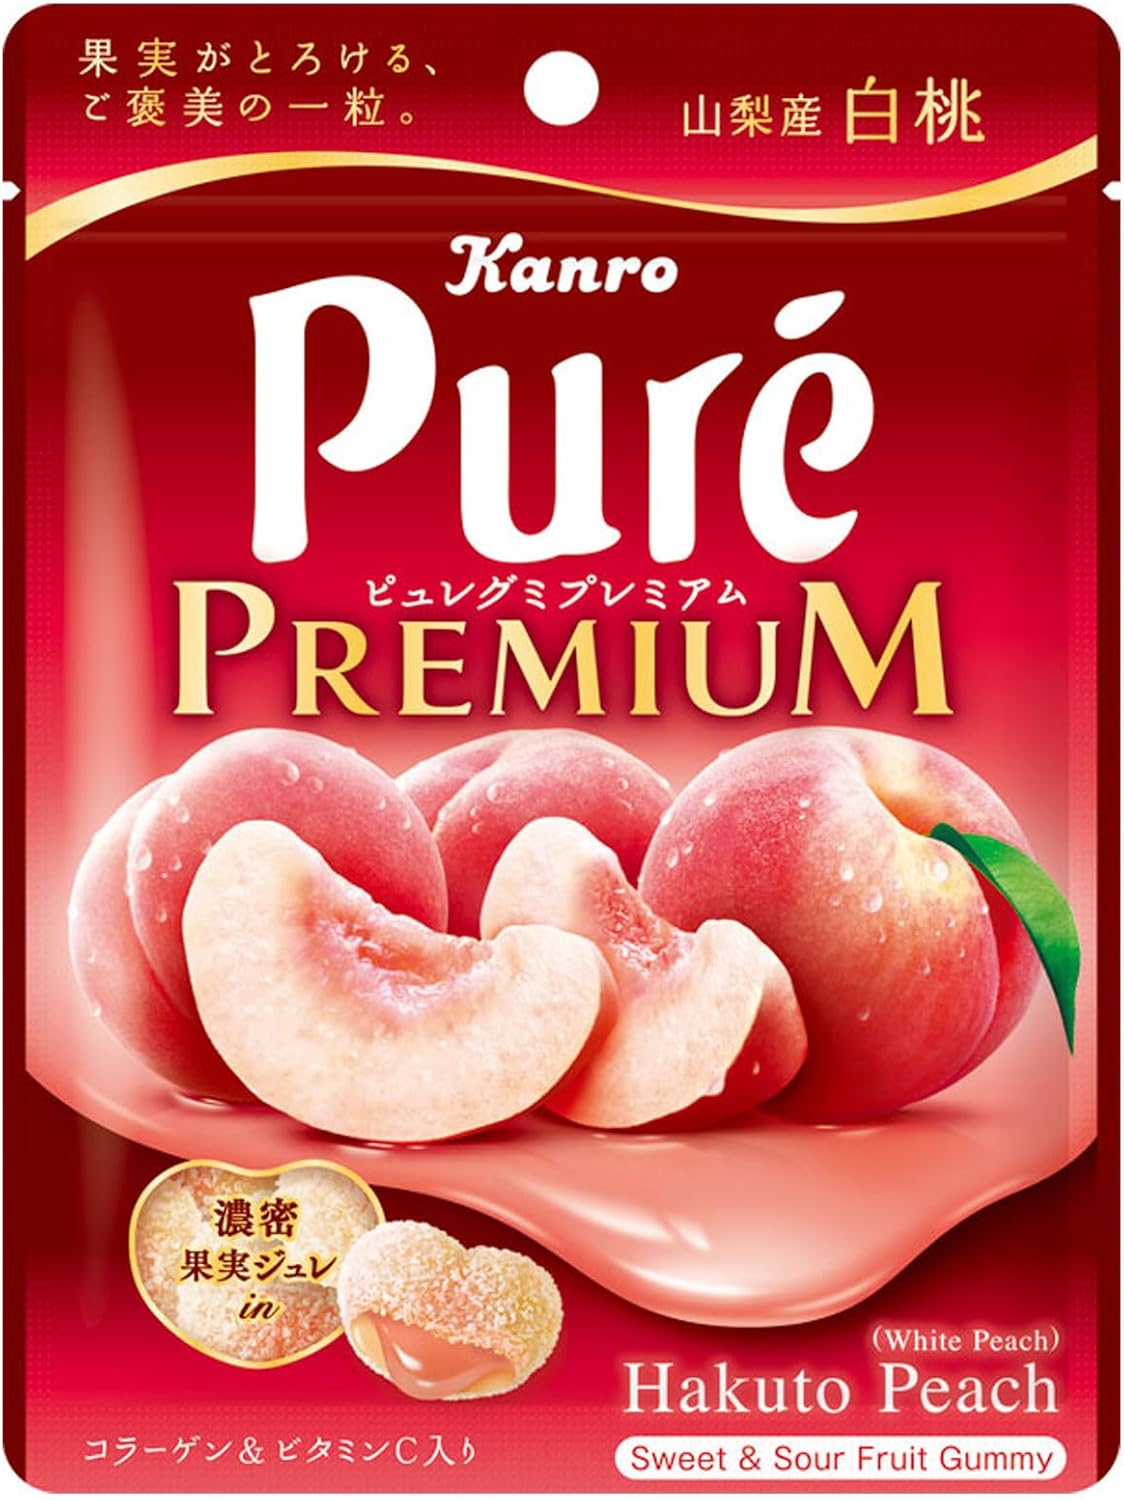 果実がとろける、
ご褒美の一粒。
山梨産 白桃
Kanro
Puré
ピュレグミプレミアム
PREMIUM
濃密
果実ジュレ
in
(White Peach)
Hakuto Peach
コラーゲン&ビタミンC入り
Sweet & Sour Fruit Gummy